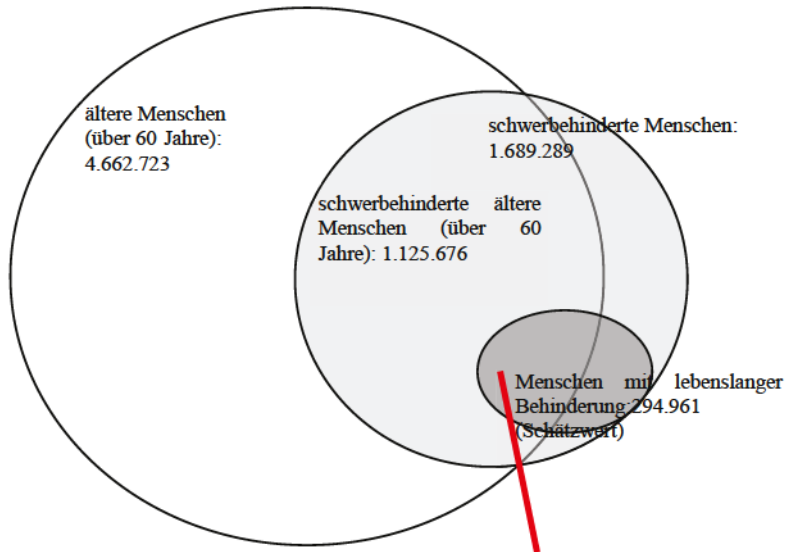 ältere Menschen
(über 60 Jahre):
4.662.723
schwerbehinderte Menschen:
1.689.289
schwerbehinderte ältere
Menschen (über 60
Jahre): 1.125.676
Menschen mit lebenslanger
Behinderung:294.961
(Schätzwert)